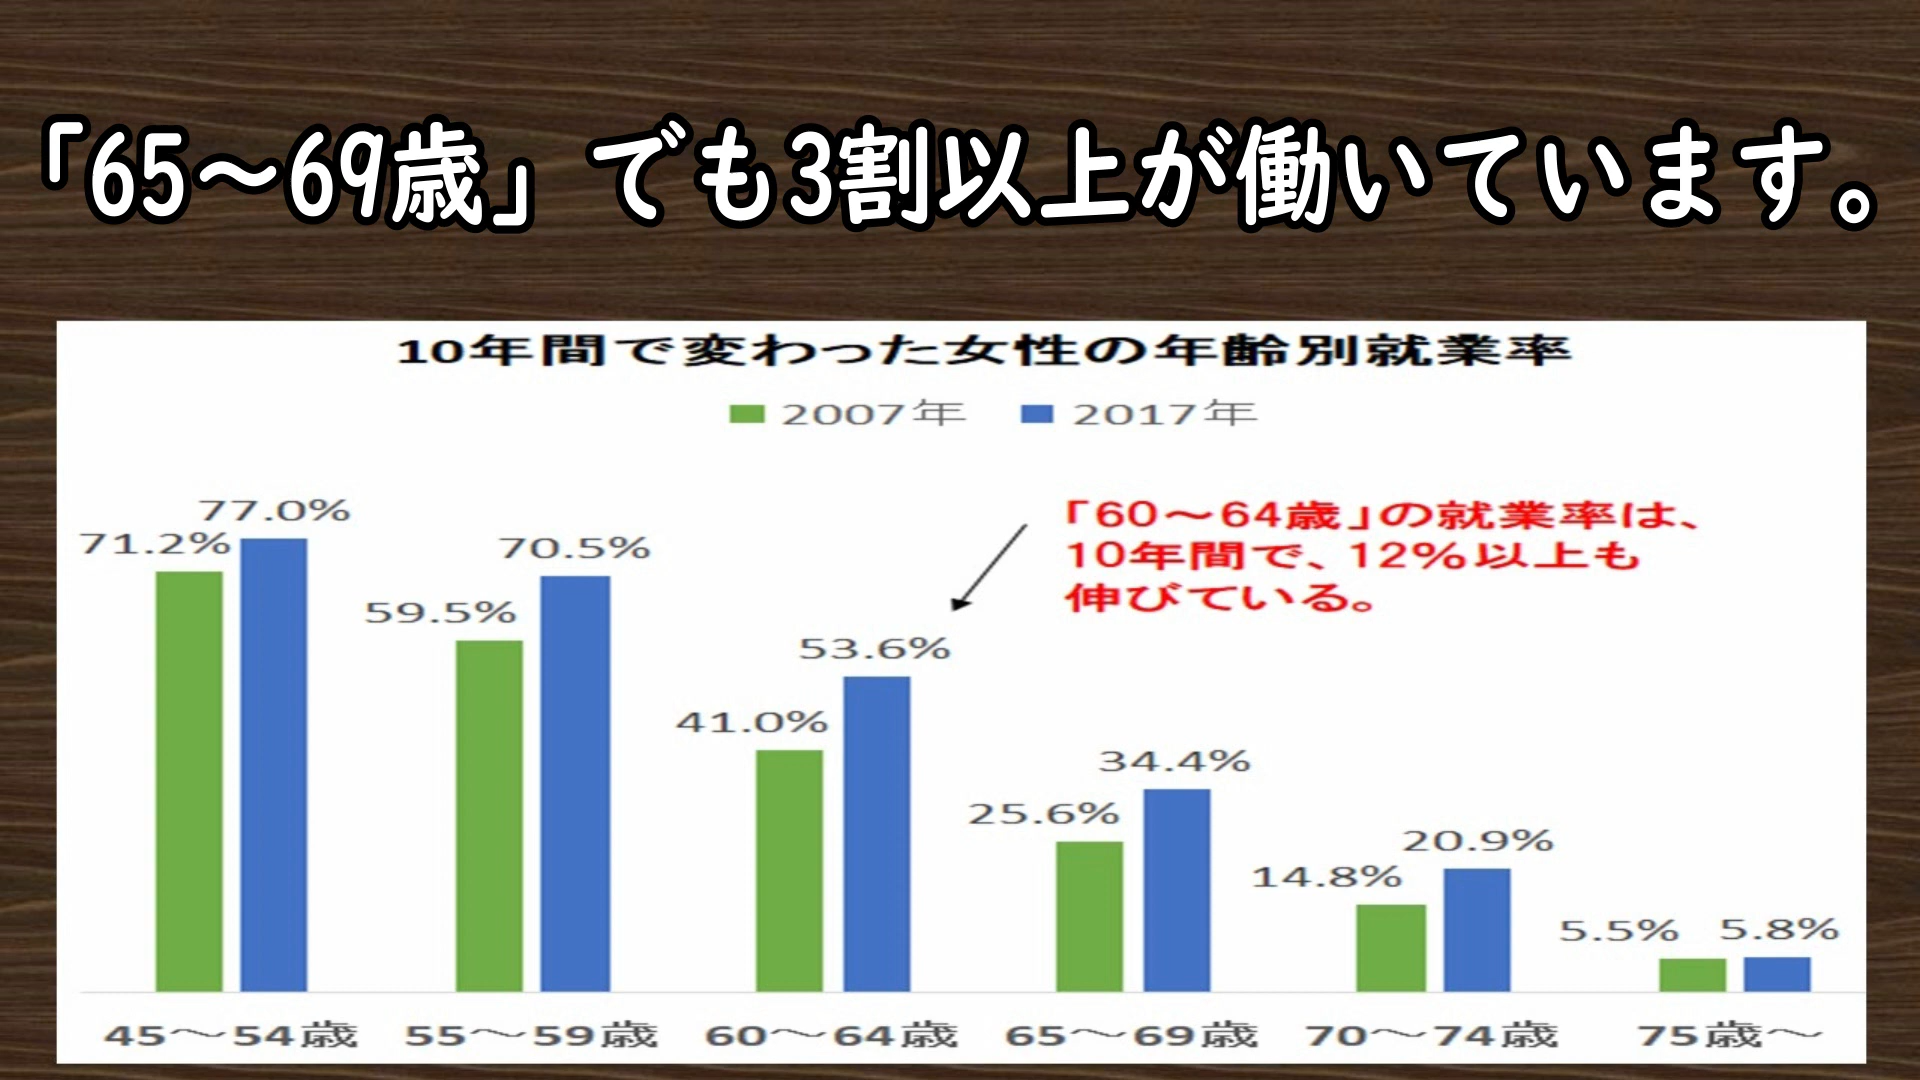 「65～69歳」でも3割以上が働いています。
10年間で変わった女性の年齢別就業率
2007年 2017年
「60～64歳」の就業率は、
10年間で、12%以上も
伸びている。
71.2% 77.0%
59.5% 70.5%
41.0% 53.6%
25.6% 34.4%
14.8% 20.9%
5.5% 5.8%
45～54歳 55～59歳 60～64歳 65～69歳 70～74歳 75歳～